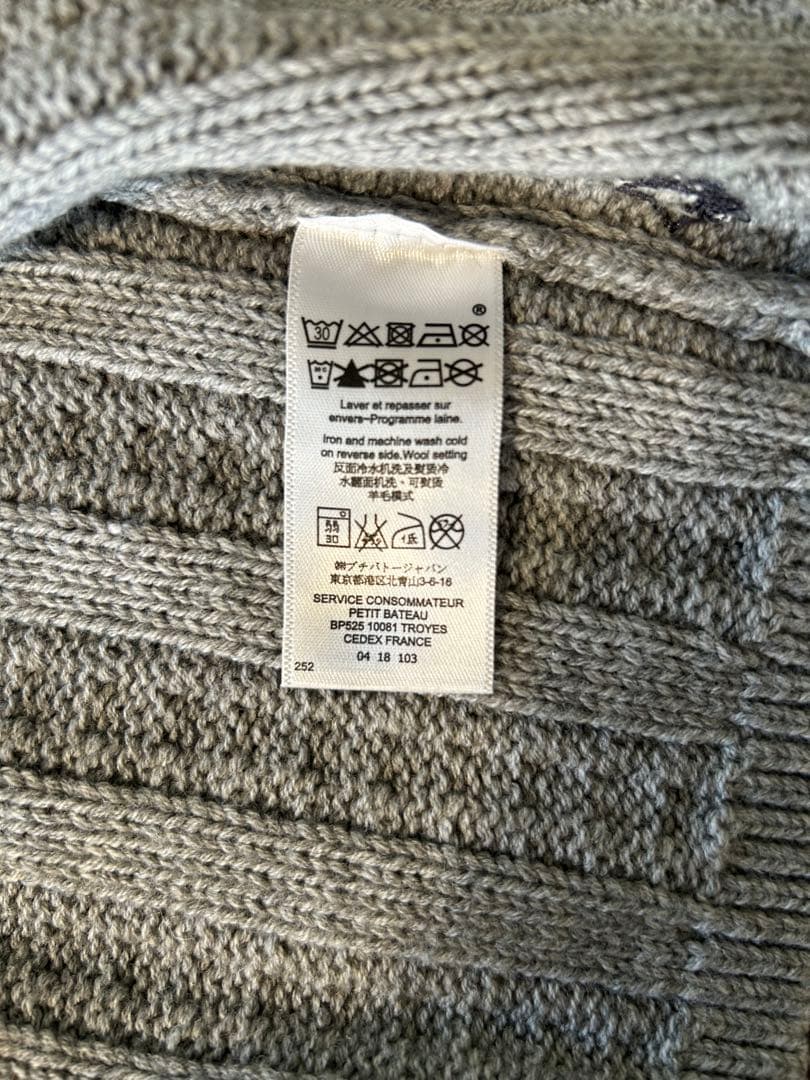 ®
30
Laver et repasser sur
envers-Programme laine.
Iron and machine wash cold
on reverse side.Wool setting
反面冷水机洗及熨烫冷
水麗面机洗、可熨烫
羊毛模式
30
㈱プチバトージャパン
東京都港区北青山3-6-16
SERVICE CONSOMMATEUR
PETIT BATEAU
BP525 10081 TROYES
CEDEX FRANCE
04 18 103
252